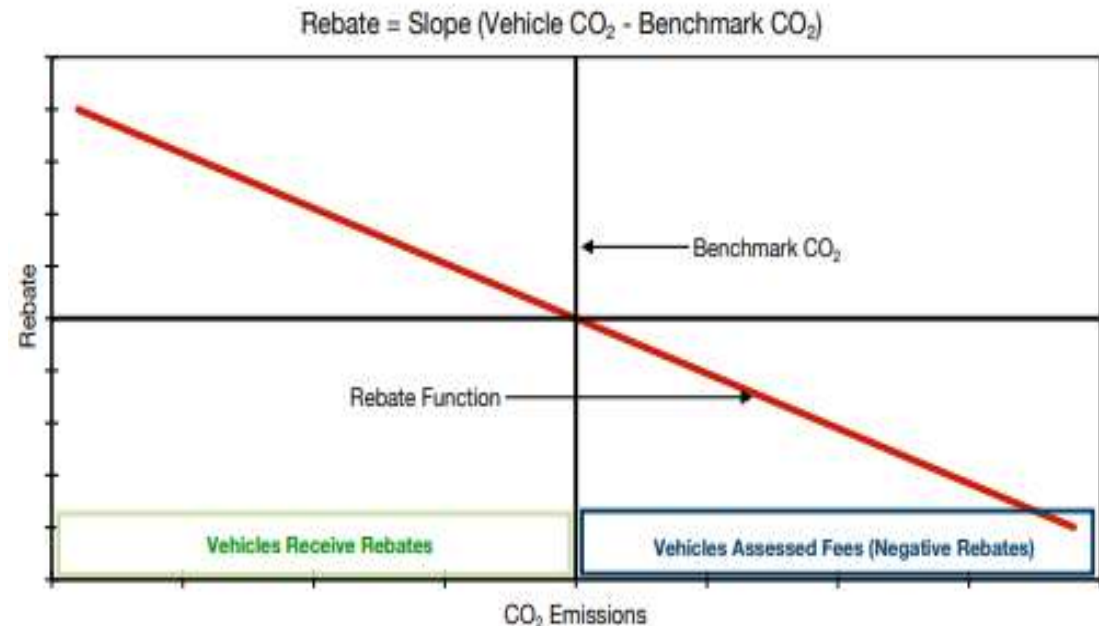 Rebate = Slope (Vehicle CO₂ - Benchmark CO₂)
Benchmark CO₂
Rebate
Rebate Function
Vehicles Receive Rebates
Vehicles Assessed Fees (Negative Rebates)
CO₂ Emissions